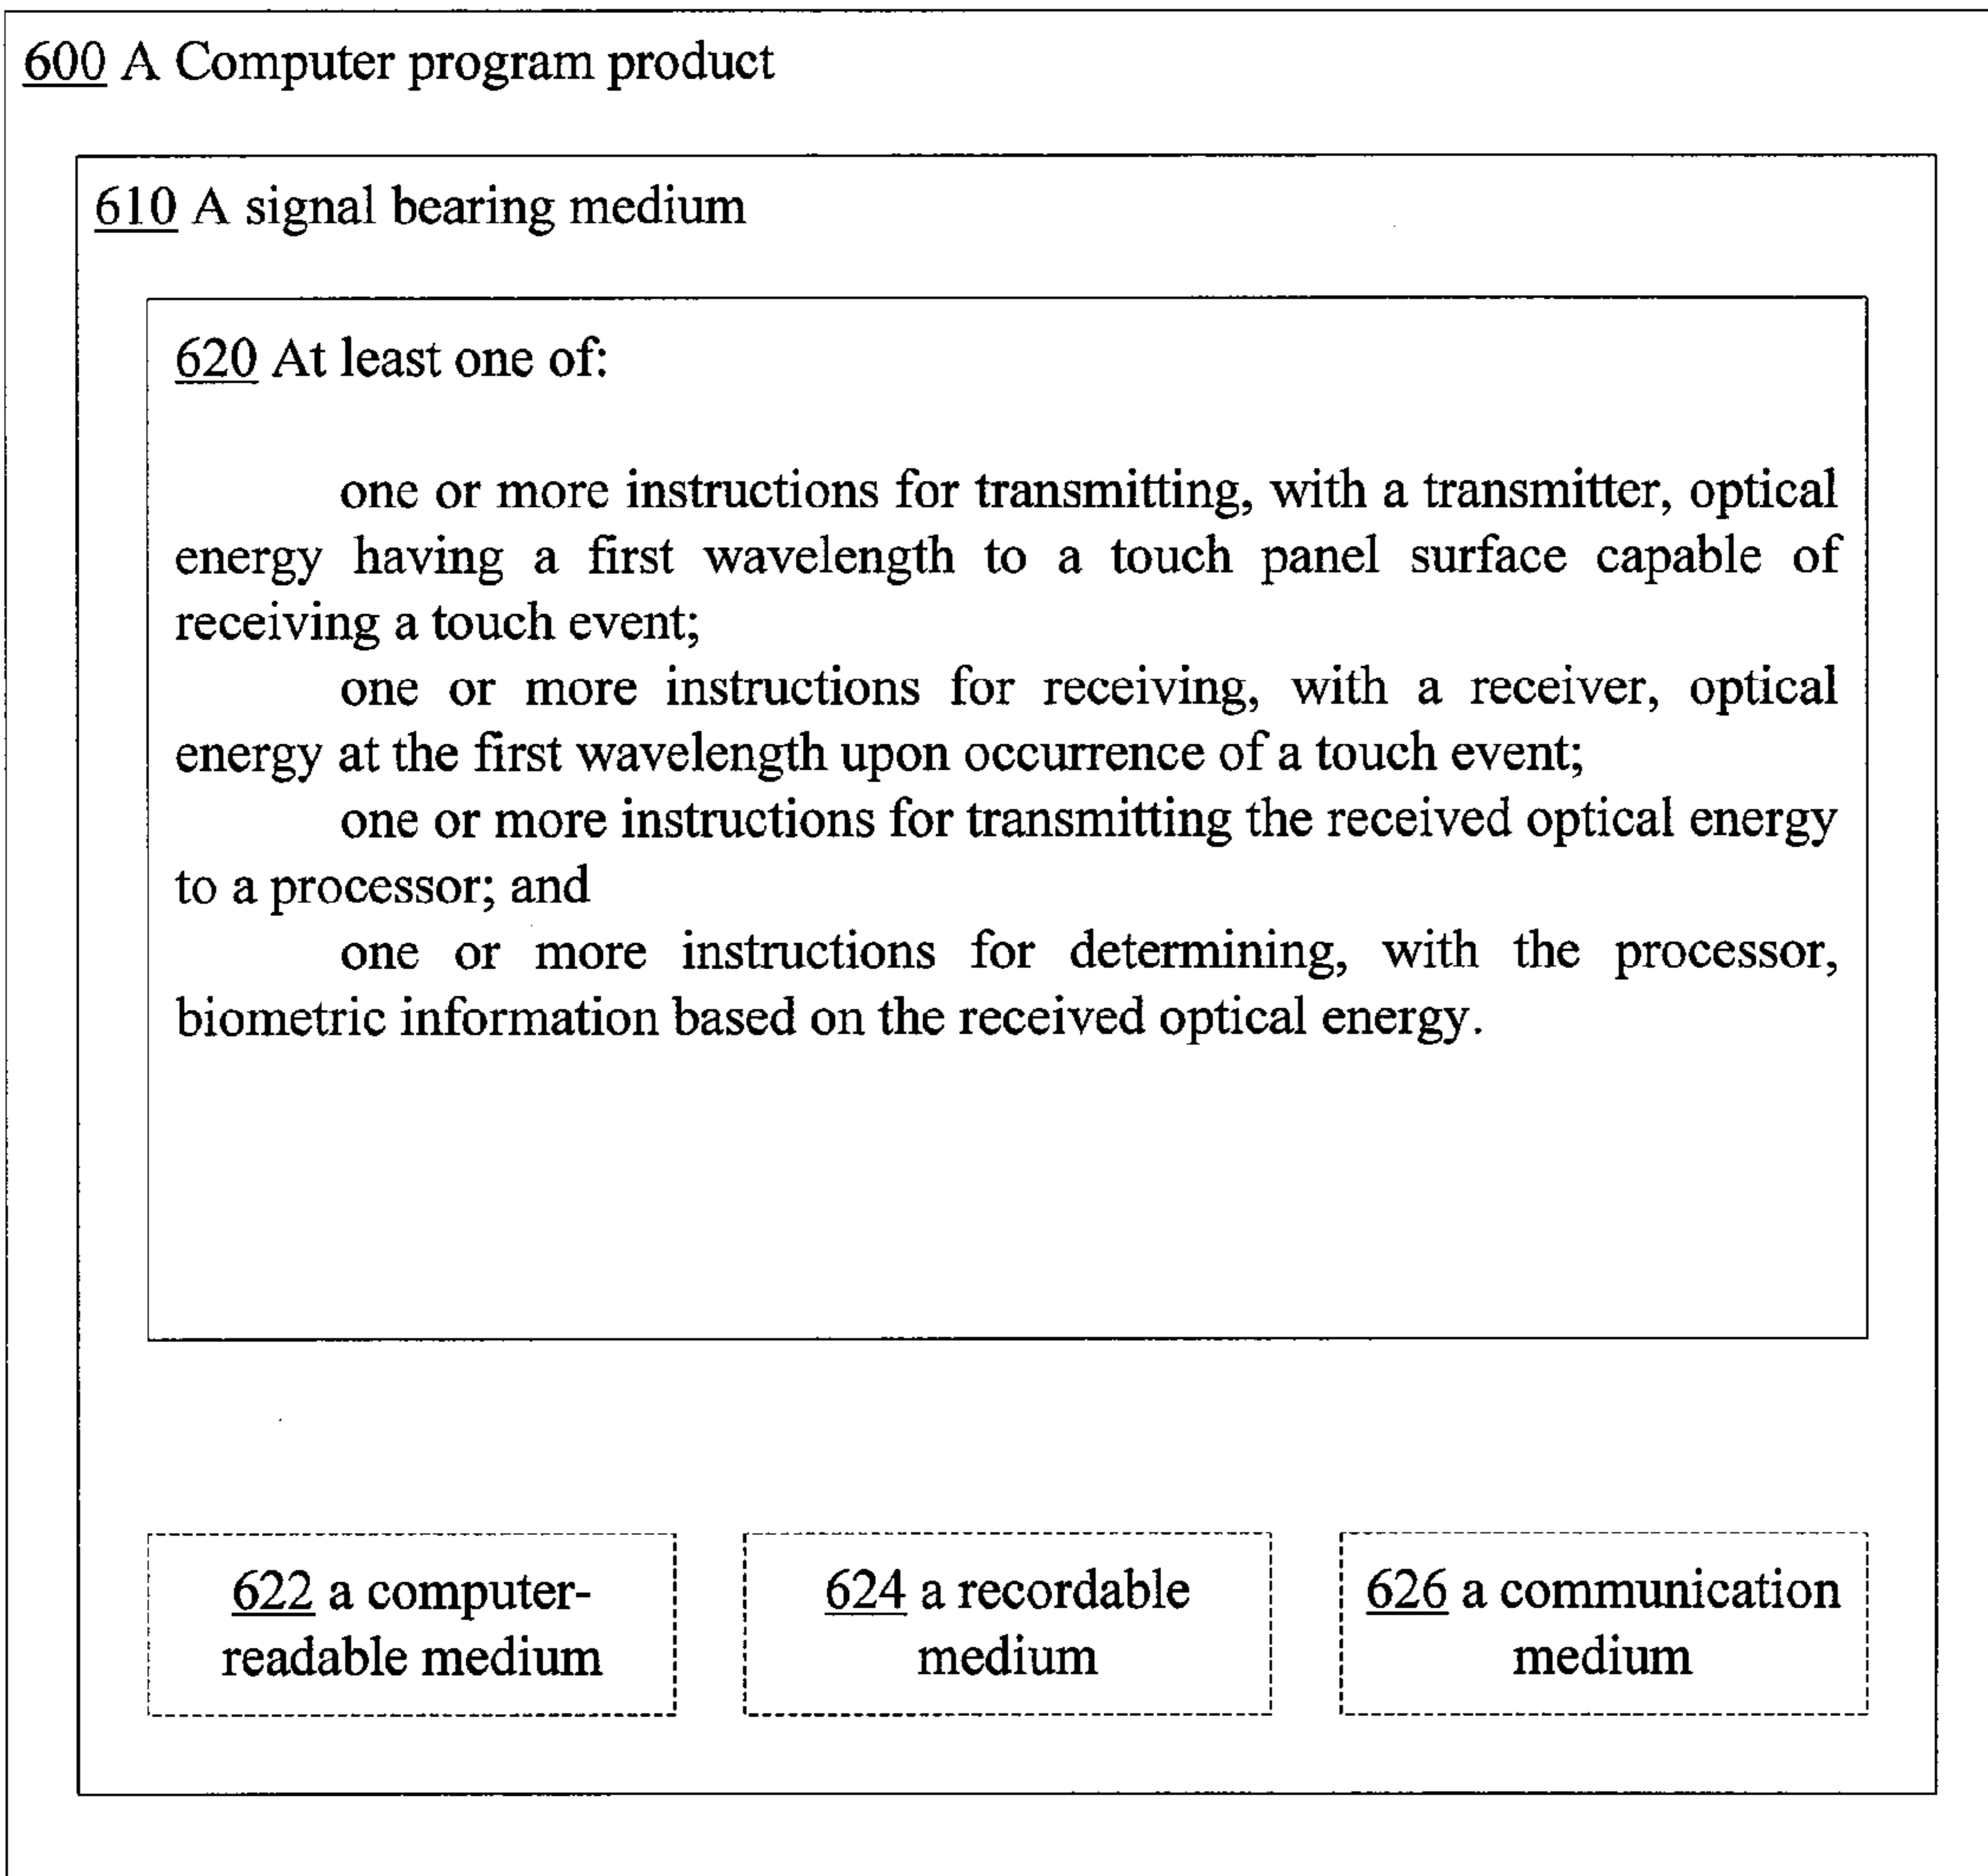 600 A Computer program product
610 A signal bearing medium
620 At least one of:
one or more instructions for transmitting, with a transmitter, optical
energy having a first wavelength to a touch panel surface capable of
receiving a touch event;
one or more instructions for receiving, with a receiver, optical
energy at the first wavelength upon occurrence of a touch event;
one or more instructions for transmitting the received optical energy
to a processor; and
one or more instructions for determining, with the processor,
biometric information based on the received optical energy.
622 a computer-
readable medium
624 a recordable
medium
626 a communication
medium